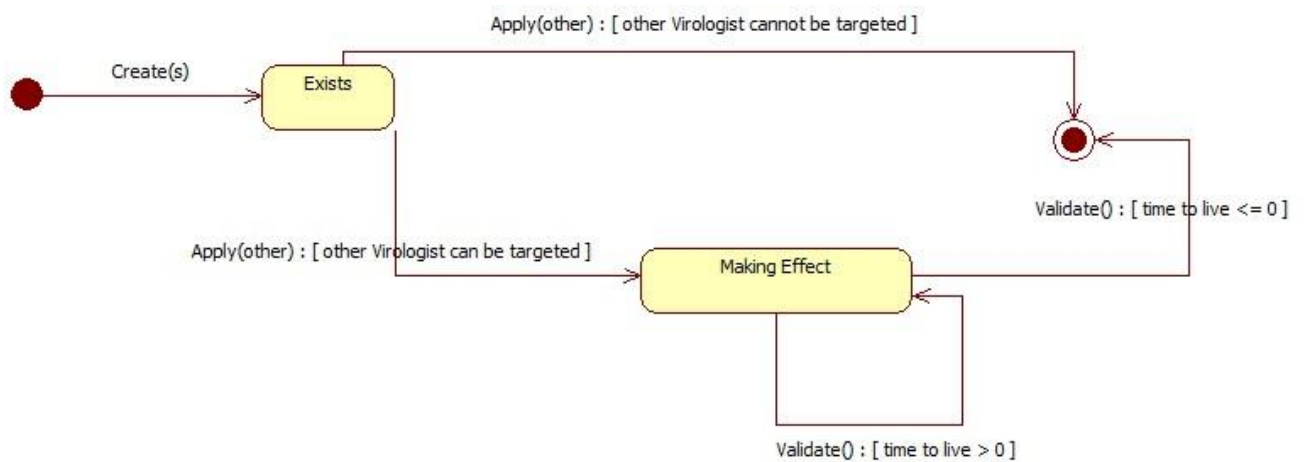 Apply(other) : [ other Virologist cannot be targeted ]
Create(s)
Exists
Validate() : [ time to live <= 0 ]
Apply(other) : [ other Virologist can be targeted ]
Making Effect
Validate() : [ time to live > 0 ]